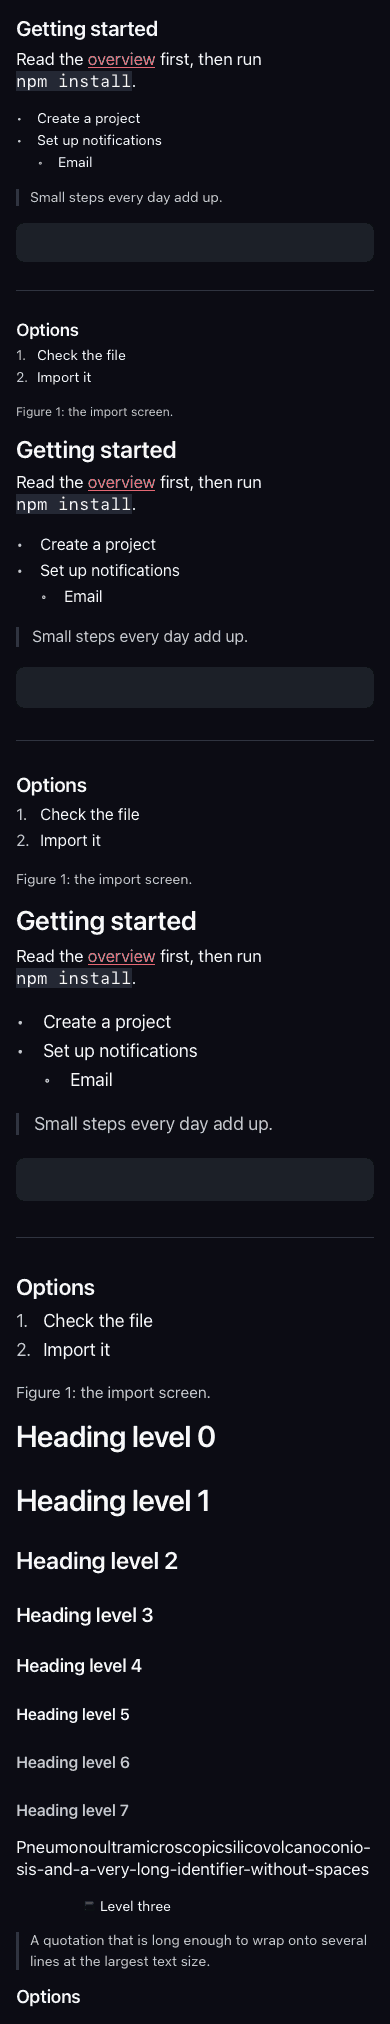 Getting started
Read the overview first, then run
npm install.
• Create a project
• Set up notifications
◦ Email
Small steps every day add up.
Options
1. Check the file
2. Import it
Figure 1: the import screen.
Getting started
Read the overview first, then run
npm install.
• Create a project
• Set up notifications
◦ Email
Small steps every day add up.
Options
1. Check the file
2. Import it
Figure 1: the import screen.
Getting started
Read the overview first, then run
npm install.
• Create a project
• Set up notifications
◦ Email
Small steps every day add up.
Options
1. Check the file
2. Import it
Figure 1: the import screen.
Heading level 0
Heading level 1
Heading level 2
Heading level 3
Heading level 4
Heading level 5
Heading level 6
Heading level 7
Pneumonoultramicroscopicsilicovolcanoconio-
sis-and-a-very-long-identifier-without-spaces
▪ Level three
A quotation that is long enough to wrap onto several
lines at the largest text size.
Options